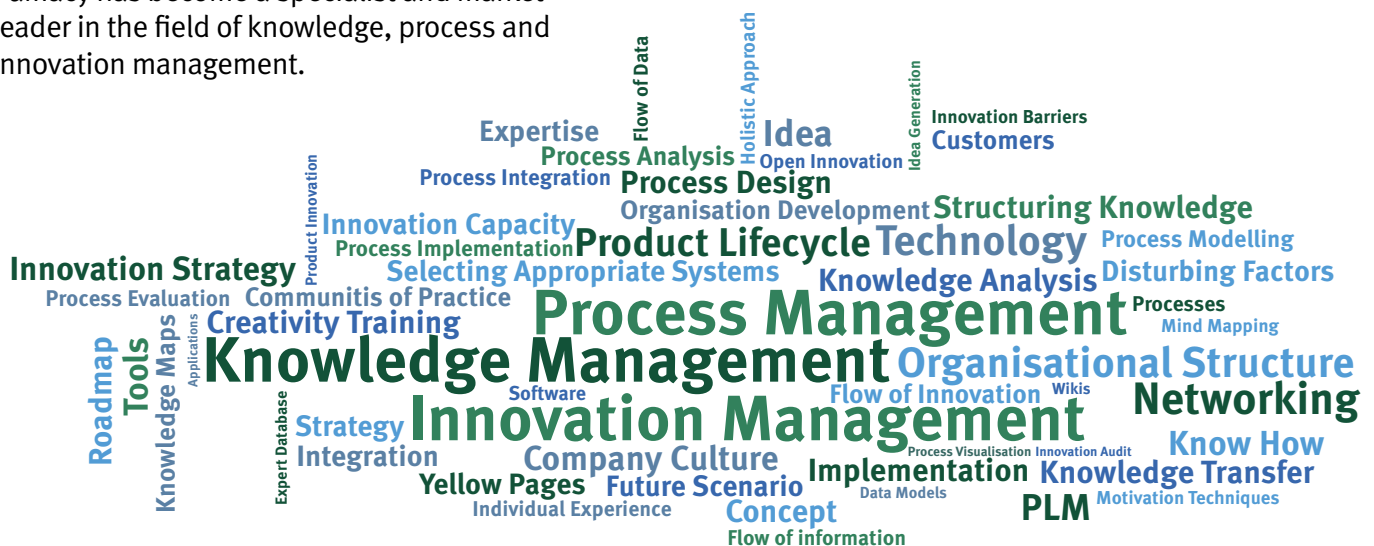 has become a specialist and market
eader in the field of knowledge, process and
nnovation management.
Flow of Data
Holistic Approach
Idea Generation
Innovation Barriers
Expertise
Idea
Customers
Process Analysis
Open Innovation
Product Innovation
Process Integration
Process Design
Organisation Development
Structuring Knowledge
Innovation Capacity
Process Implementation
Product Lifecycle
Technology
Process Modelling
Innovation Strategy
Selecting Appropriate Systems
Knowledge Analysis
Disturbing Factors
Process Evaluation
Communitis of Practice
Process Management
Processes
Creativity Training
Mind Mapping
Roadmap
Tools
Knowledge Maps
Applications
Knowledge Management
Organisational Structure
Software
Flow of Innovation
Wikis
Networking
Expert Database
Strategy
Innovation Management
Know How
Integration
Company Culture
Process Visualisation
Innovation Audit
Implementation
Knowledge Transfer
Yellow Pages
Future Scenario
Data Models
Motivation Techniques
Individual Experience
Concept
PLM
Flow of information